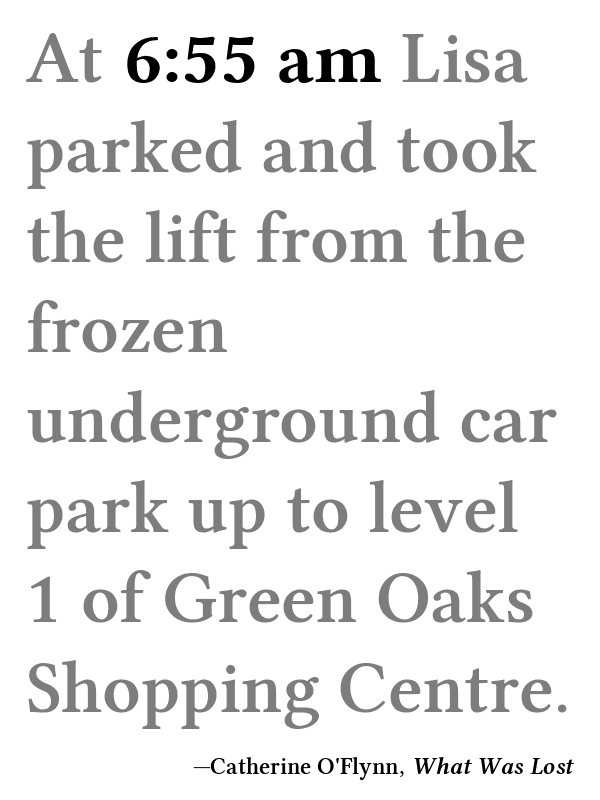 At 6:55 am Lisa
parked and took
the lift from the
frozen
underground car
park up to level
1 of Green Oaks
Shopping Centre.
—Catherine O'Flynn, What Was Lost